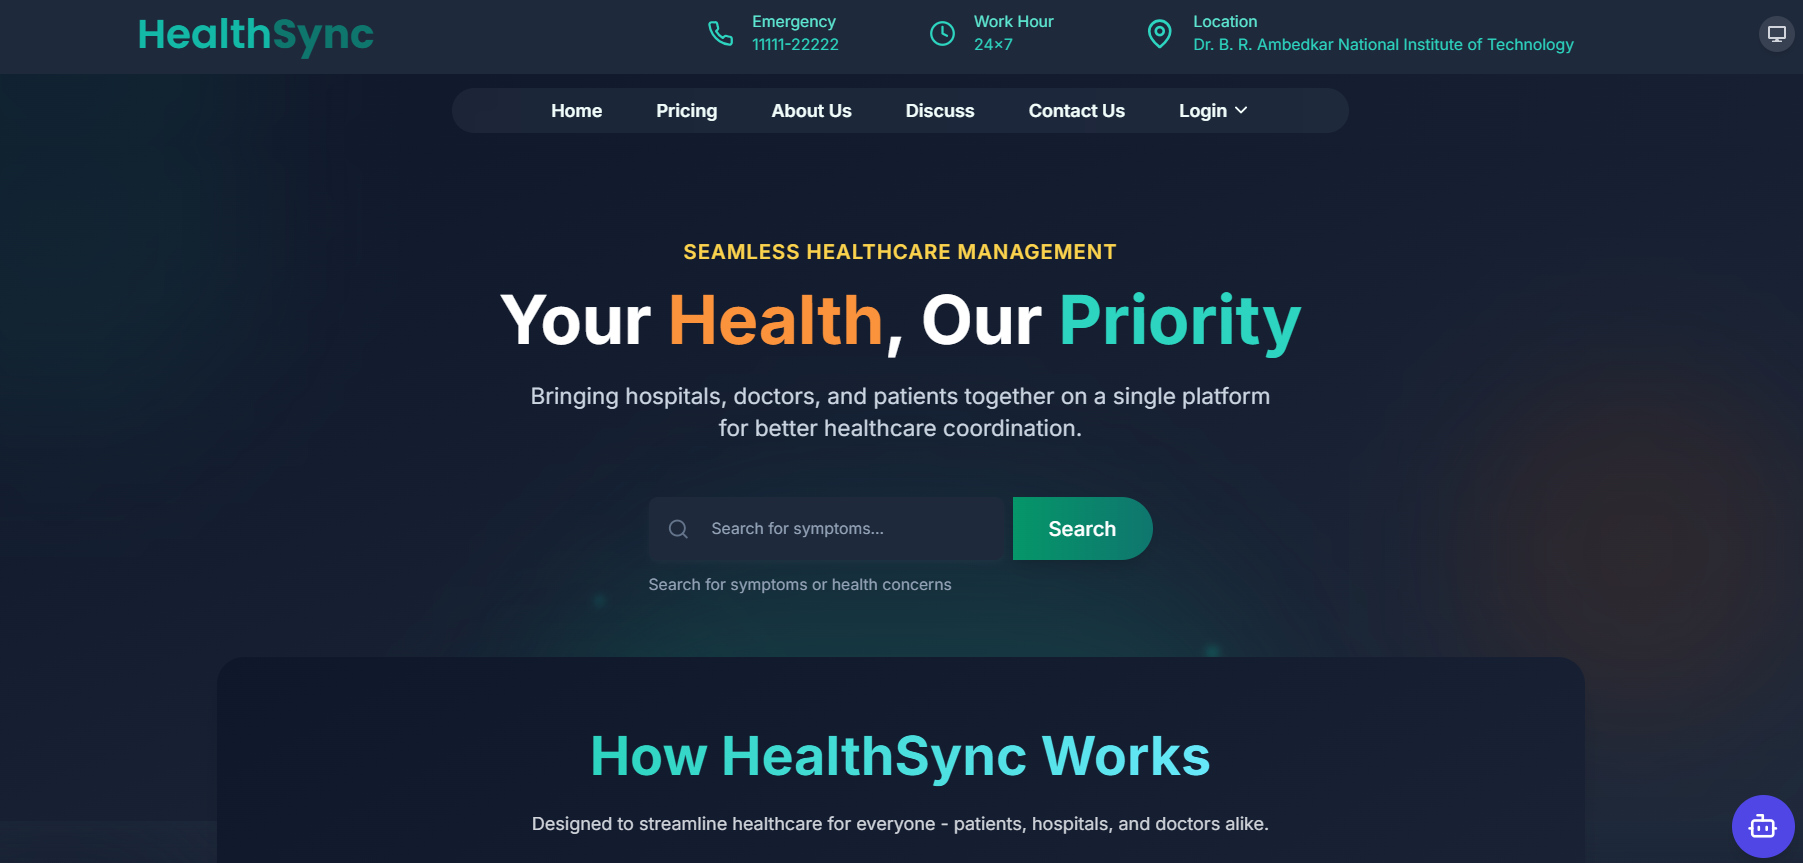 HealthSync
Emergency
11111-22222
Work Hour
24×7
Location
Dr. B. R. Ambedkar National Institute of Technology
Home
Pricing
About Us
Discuss
Contact Us
Login
SEAMLESS HEALTHCARE MANAGEMENT
Your Health, Our Priority
Bringing hospitals, doctors, and patients together on a single platform
for better healthcare coordination.
Search for symptoms...
Search
Search for symptoms or health concerns
How HealthSync Works
Designed to streamline healthcare for everyone - patients, hospitals, and doctors alike.